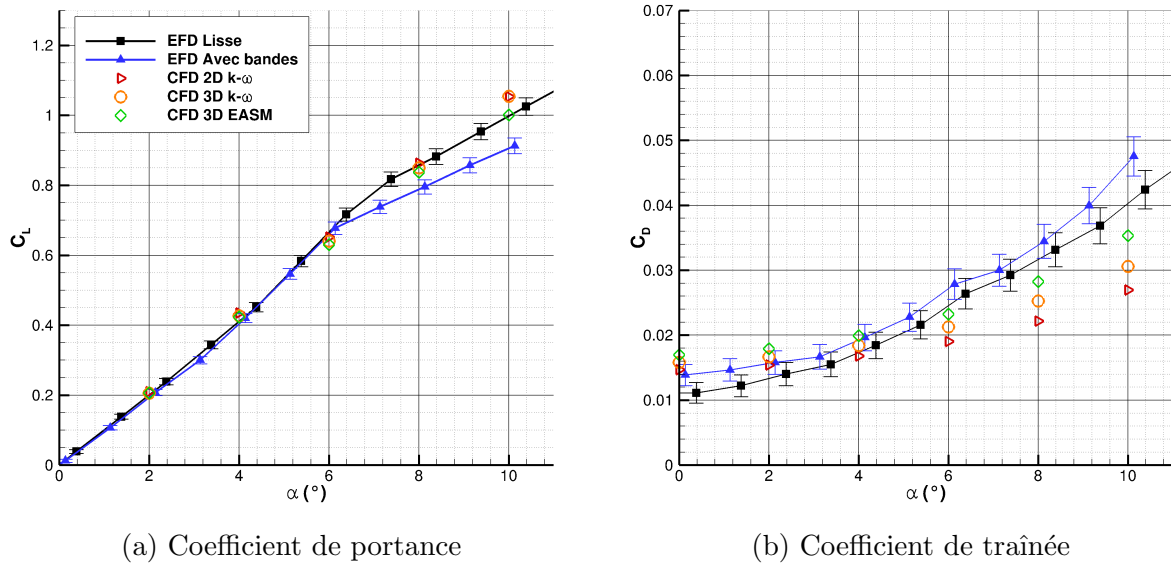 1.2
1
0.8
0.6
0.4
0.2
0
C_L
EFD Lisse
EFD Avec bandes
CFD 2D k-ω
CFD 3D k-ω
CFD 3D EASM
0 2 4 6 8 10
α (°)
(a) Coefficient de portance
0.07
0.06
0.05
0.04
0.03
0.02
0.01
0
C_D
0 2 4 6 8 10
α (°)
(b) Coefficient de traînée